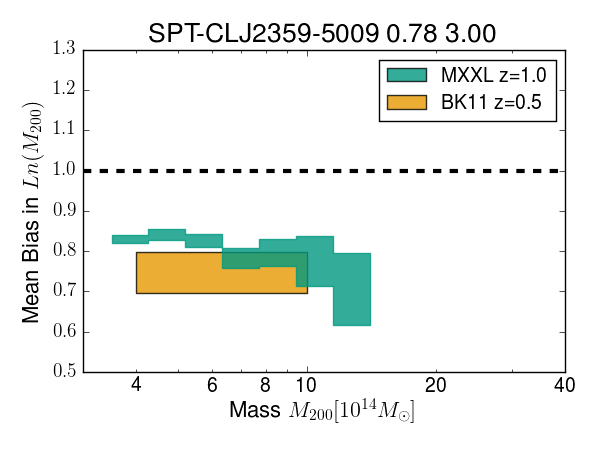 SPT-CLJ2359-5009 0.78 3.00
1.3
1.2
1.1
1.0
0.9
0.8
0.7
0.6
0.5
Mean Bias in Ln(M₂₀₀)
MXXL z=1.0
BK11 z=0.5
4 6 8 10 20 40
Mass M₂₀₀[10¹⁴M☉]